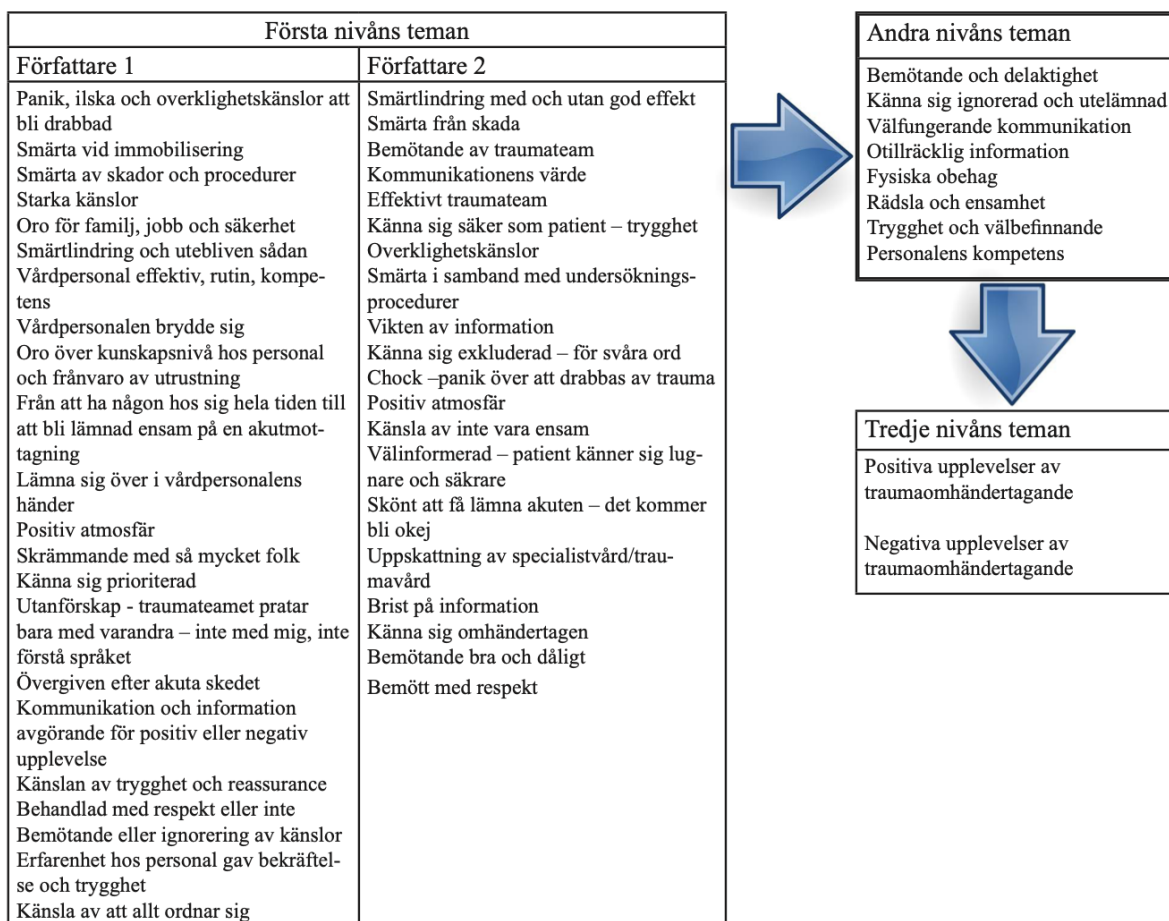 Första nivåns teman
Författare 1
Panik, ilska och overklighetskänslor att
bli drabbad
Smärta vid immobilisering
Smärta av skador och procedurer
Starka känslor
Oro för familj, jobb och säkerhet
Smärtlindring och utebliven sådan
Vårdpersonal effektiv, rutin, kompe-
tens
Vårdpersonalen brydde sig
Oro över kunskapsnivå hos personal
och frånvaro av utrustning
Från att ha någon hos sig hela tiden till
att bli lämnad ensam på en akutmot-
tagning
Lämna sig över i vårdpersonalens
händer
Positiv atmosfär
Skrämmande med så mycket folk
Känna sig prioriterad
Utanförskap - traumateamet pratar
bara med varandra – inte med mig, inte
förstå språket
Övergiven efter akuta skedet
Kommunikation och information
avgörande för positiv eller negativ
upplevelse
Känslan av trygghet och reassurance
Behandlad med respekt eller inte
Bemötande eller ignorering av känslor
Erfarenhet hos personal gav bekräftel-
se och trygghet
Känsla av att allt ordnar sig
Författare 2
Smärtlindring med och utan god effekt
Smärta från skada
Bemötande av traumateam
Kommunikationens värde
Effektivt traumateam
Känna sig säker som patient – trygghet
Overklighetskänslor
Smärta i samband med undersöknings-
procedurer
Vikten av information
Känna sig exkluderad – för svåra ord
Chock –panik över att drabbas av trauma
Positiv atmosfär
Känsla av inte vara ensam
Välinformerad – patient känner sig lug-
nare och säkrare
Skönt att få lämna akuten – det kommer
bli okej
Uppskattning av specialistvård/trau-
mavård
Brist på information
Känna sig omhändertagen
Bemötande bra och dåligt
Bemött med respekt
Andra nivåns teman
Bemötande och delaktighet
Känna sig ignorerad och utelämnad
Välfungerande kommunikation
Otillräcklig information
Fysiska obehag
Rädsla och ensamhet
Trygghet och välbefinnande
Personalens kompetens
Tredje nivåns teman
Positiva upplevelser av
traumaomhändertagande
Negativa upplevelser av
traumaomhändertagande